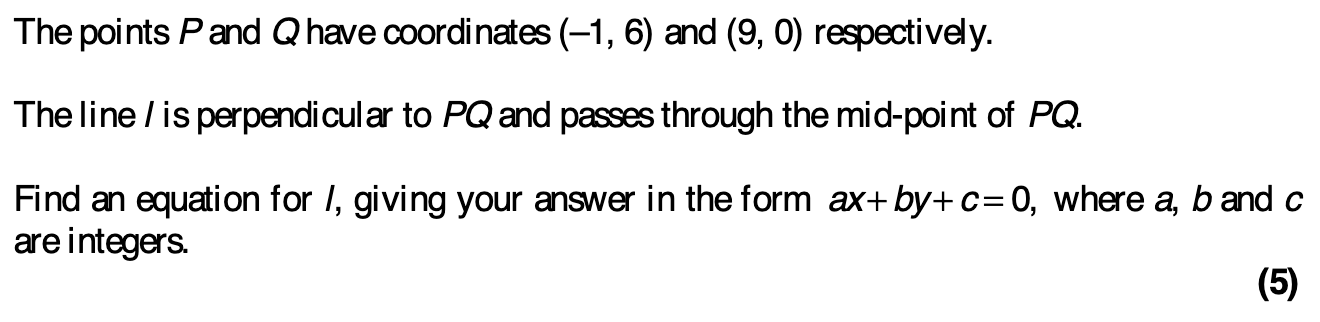 The points P and Q have coordinates (–1, 6) and (9, 0) respectively.
The line l is perpendicular to PQ and passes through the mid-point of PQ.
Find an equation for l, giving your answer in the form ax + by + c = 0, where a, b and c
are integers.
(5)